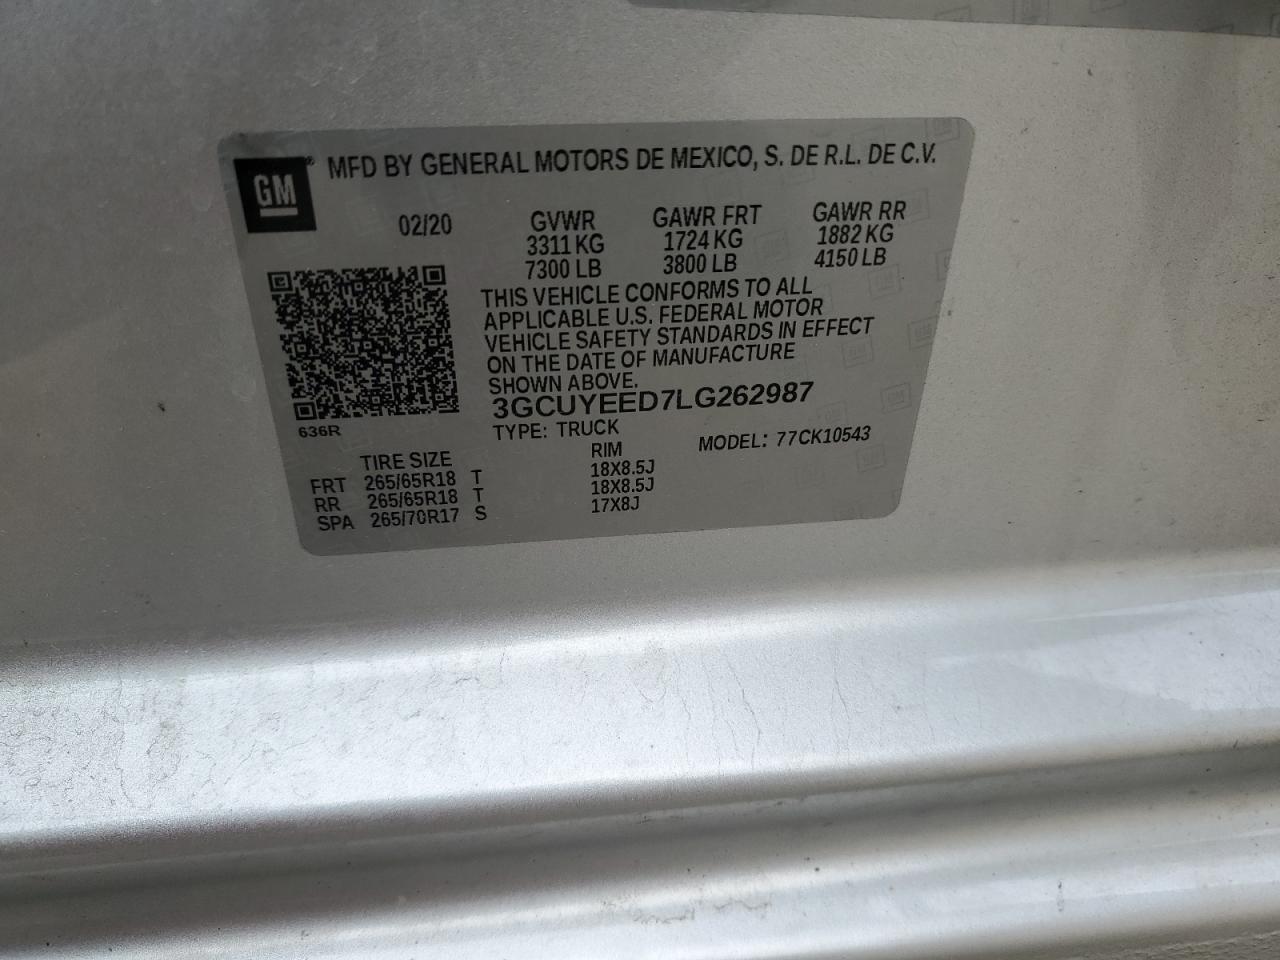 GM® MFD BY GENERAL MOTORS DE MEXICO, S. DE R.L. DE C.V.
02/20 GVWR GAWR FRT GAWR RR
3311 KG 1724 KG 1882 KG
7300 LB 3800 LB 4150 LB
THIS VEHICLE CONFORMS TO ALL
APPLICABLE U.S. FEDERAL MOTOR
VEHICLE SAFETY STANDARDS IN EFFECT
ON THE DATE OF MANUFACTURE
SHOWN ABOVE.
3GCUYEED7LG262987
636R
TYPE: TRUCK MODEL: 77CK10543
TIRE SIZE RIM
FRT 265/65R18 T 18X8.5J
RR 265/65R18 T 18X8.5J
SPA 265/70R17 S 17X8J